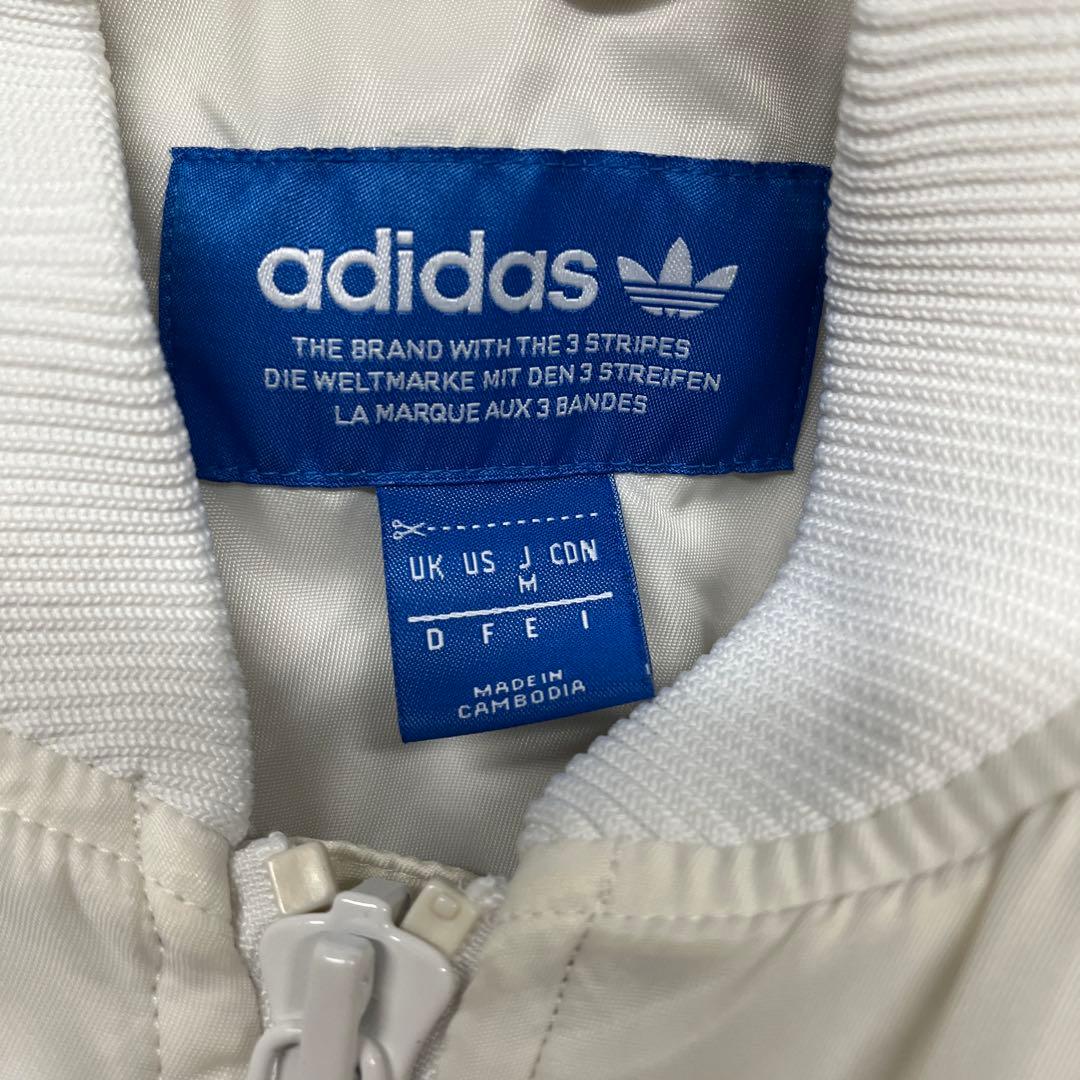 adidas
THE BRAND WITH THE 3 STRIPES
DIE WELTMARKE MIT DEN 3 STREIFEN
LA MARQUE AUX 3 BANDES
UK US J CDN
M
D F E I
MADE IN
CAMBODIA